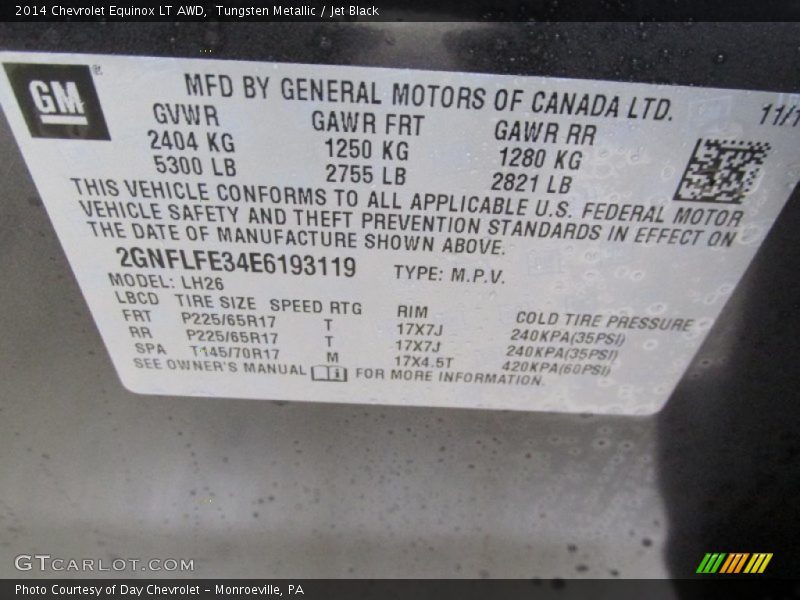 2014 Chevrolet Equinox LT AWD, Tungsten Metallic / Jet Black
GM®
MFD BY GENERAL MOTORS OF CANADA LTD.
11/1
GVWR GAWR FRT GAWR RR
2404 KG 1250 KG 1280 KG
5300 LB 2755 LB 2821 LB
THIS VEHICLE CONFORMS TO ALL APPLICABLE U.S. FEDERAL MOTOR
VEHICLE SAFETY AND THEFT PREVENTION STANDARDS IN EFFECT ON
THE DATE OF MANUFACTURE SHOWN ABOVE.
2GNFLFE34E6193119 TYPE: M.P.V.
MODEL: LH26
LBCD TIRE SIZE SPEED RTG RIM COLD TIRE PRESSURE
FRT P225/65R17 T 17X7J 240KPA(35PSI)
RR P225/65R17 T 17X7J 240KPA(35PSI)
SPA T145/70R17 M 17X4.5T 420KPA(60PSI)
SEE OWNER'S MANUAL FOR MORE INFORMATION.
GTCARLOT.COM
Photo Courtesy of Day Chevrolet – Monroeville, PA